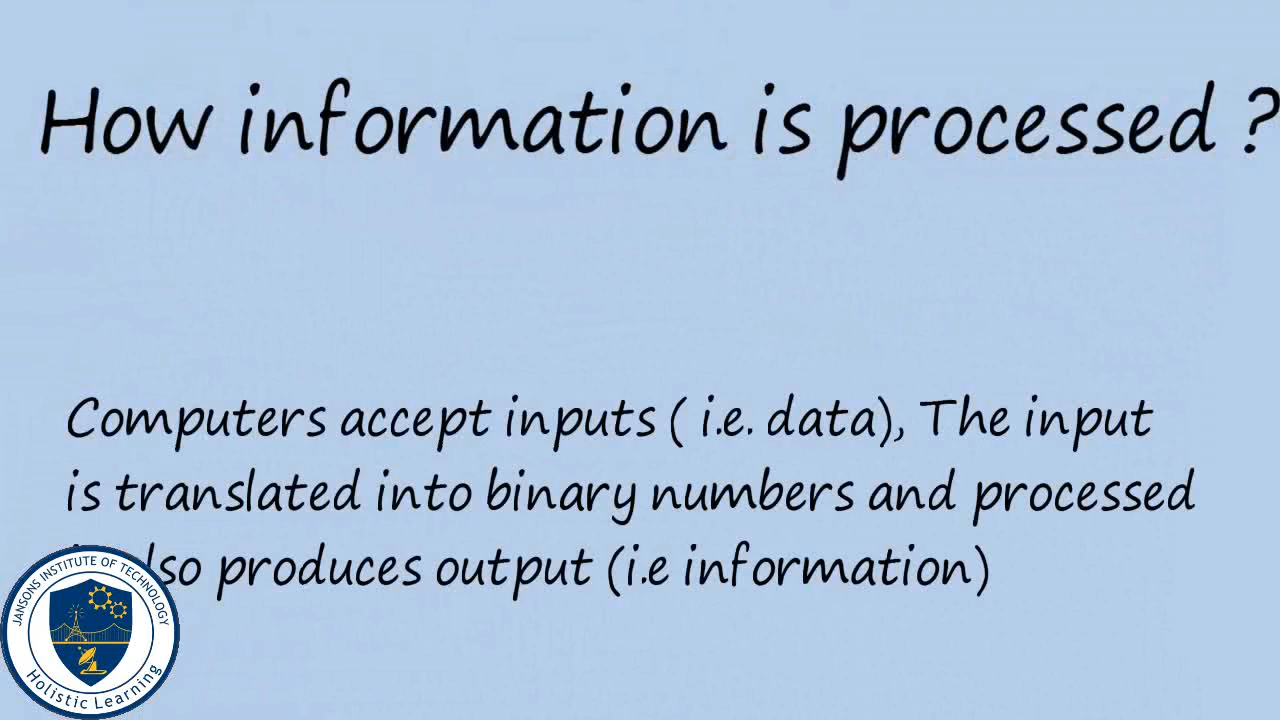 How information is processed ?
Computers accept inputs ( i.e. data), The input
is translated into binary numbers and processed
so produces output (i.e information)
JANSONS INSTITUTE OF TECHNOLOGY
Holistic Learning